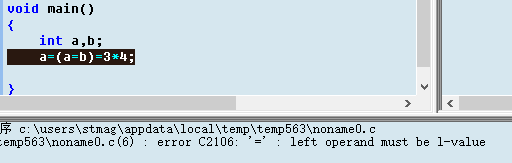 void main()
{
int a,b;
a=(a=b)=3*4;
}
序 c:\users\stmag\appdata\local\temp\temp563\noname0.c
temp563\noname0.c(6) : error C2106: '=' : left operand must be l-value